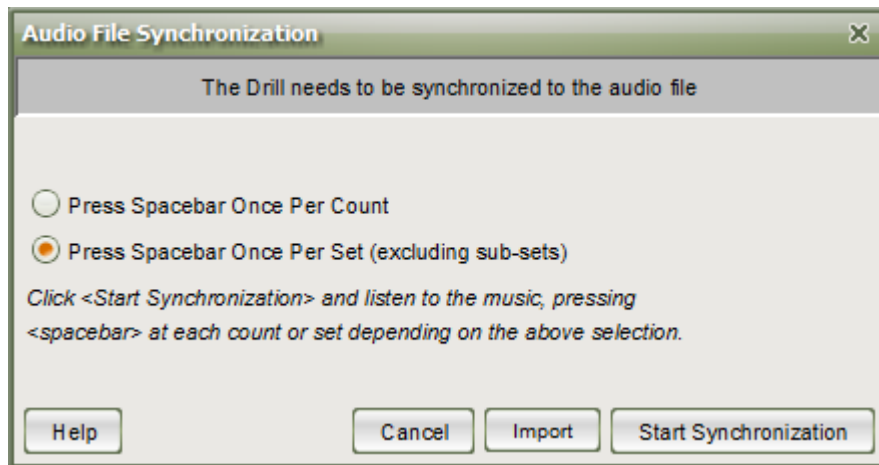 Audio File Synchronization
The Drill needs to be synchronized to the audio file
Press Spacebar Once Per Count
Press Spacebar Once Per Set (excluding sub-sets)
Click <Start Synchronization> and listen to the music, pressing
<spacebar> at each count or set depending on the above selection.
Help Cancel Import Start Synchronization